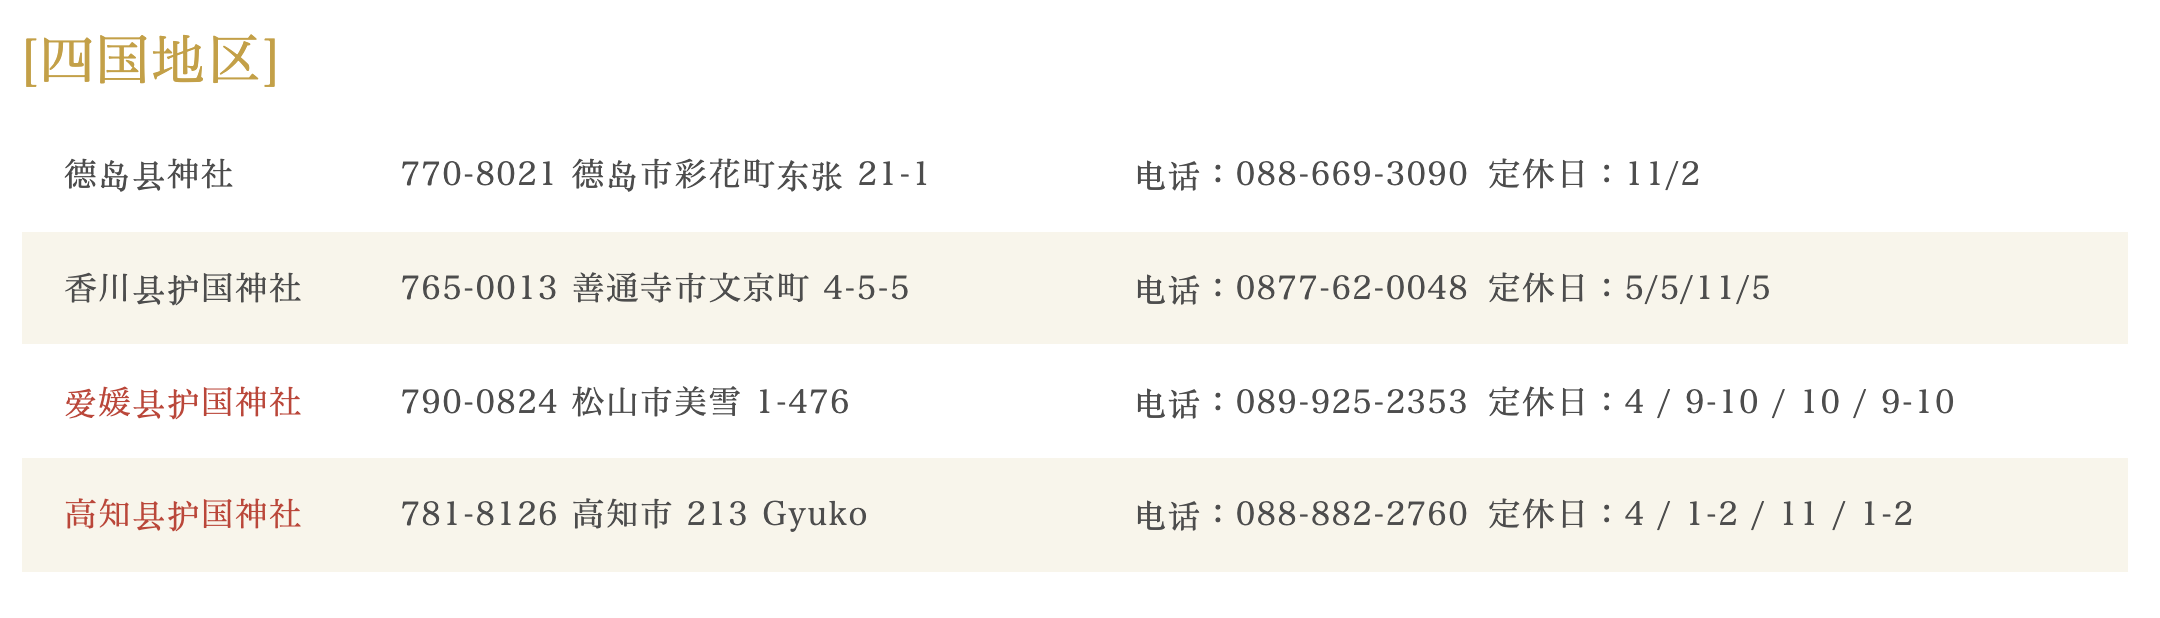 [四国地区]
德岛县神社 770-8021 德岛市彩花町东张 21-1 电话：088-669-3090 定休日：11/2
香川县护国神社 765-0013 善通寺市文京町 4-5-5 电话：0877-62-0048 定休日：5/5/11/5
爱媛县护国神社 790-0824 松山市美雪 1-476 电话：089-925-2353 定休日：4 / 9-10 / 10 / 9-10
高知县护国神社 781-8126 高知市 213 Gyuko 电话：088-882-2760 定休日：4 / 1-2 / 11 / 1-2